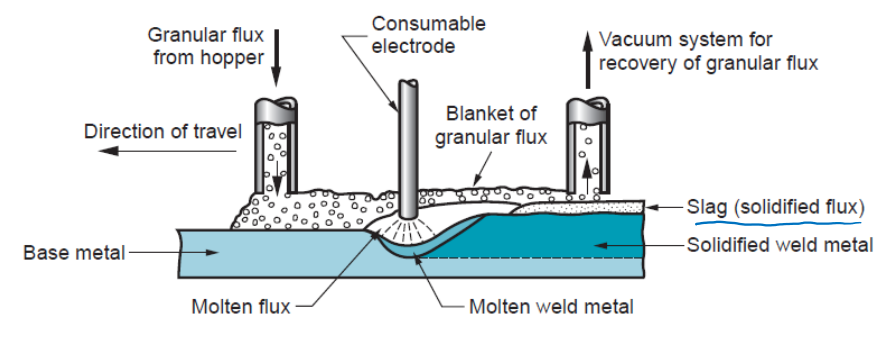 Granular flux
from hopper
Consumable
electrode
Vacuum system for
recovery of granular flux
Direction of travel
Blanket of
granular flux
Slag (solidified flux)
Base metal
Solidified weld metal
Molten flux
Molten weld metal